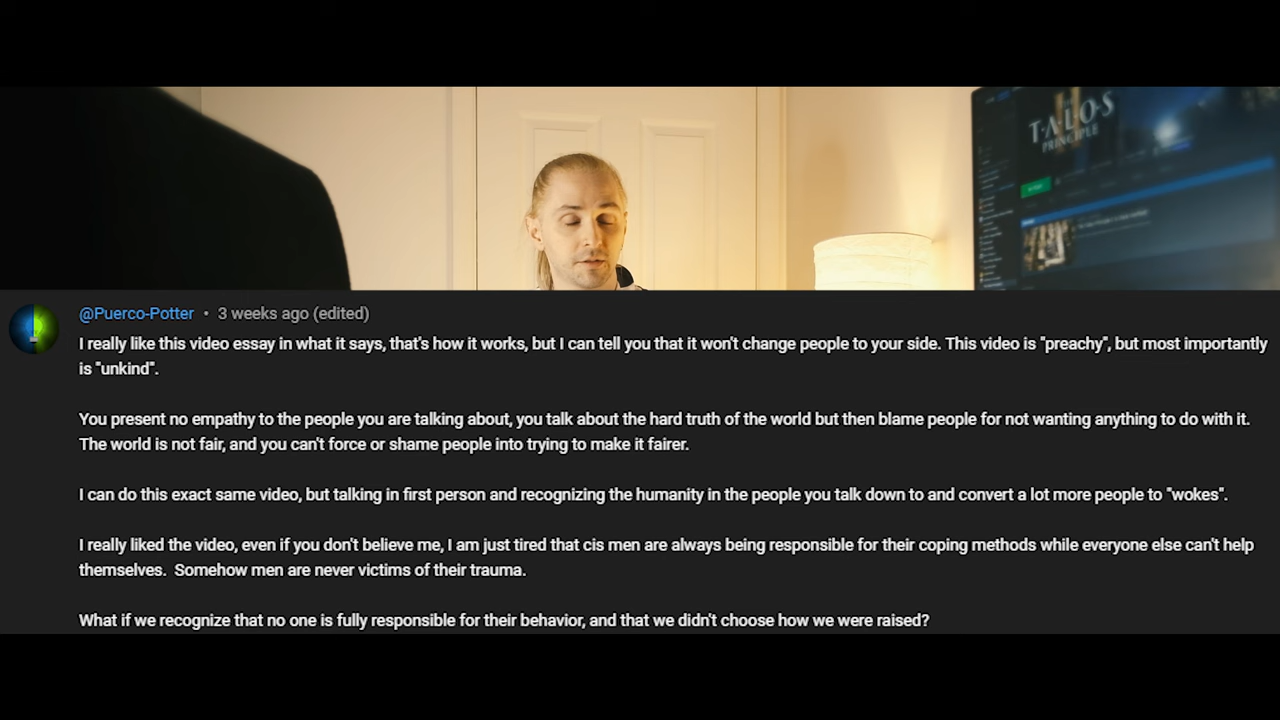 TALOS
PRINCIPLE
@Puerco-Potter • 3 weeks ago (edited)
I really like this video essay in what it says, that's how it works, but I can tell you that it won't change people to your side. This video is "preachy", but most importantly
is "unkind".
You present no empathy to the people you are talking about, you talk about the hard truth of the world but then blame people for not wanting anything to do with it.
The world is not fair, and you can't force or shame people into trying to make it fairer.
I can do this exact same video, but talking in first person and recognizing the humanity in the people you talk down to and convert a lot more people to "wokes".
I really liked the video, even if you don't believe me, I am just tired that cis men are always being responsible for their coping methods while everyone else can't help
themselves.  Somehow men are never victims of their trauma.
What if we recognize that no one is fully responsible for their behavior, and that we didn't choose how we were raised?